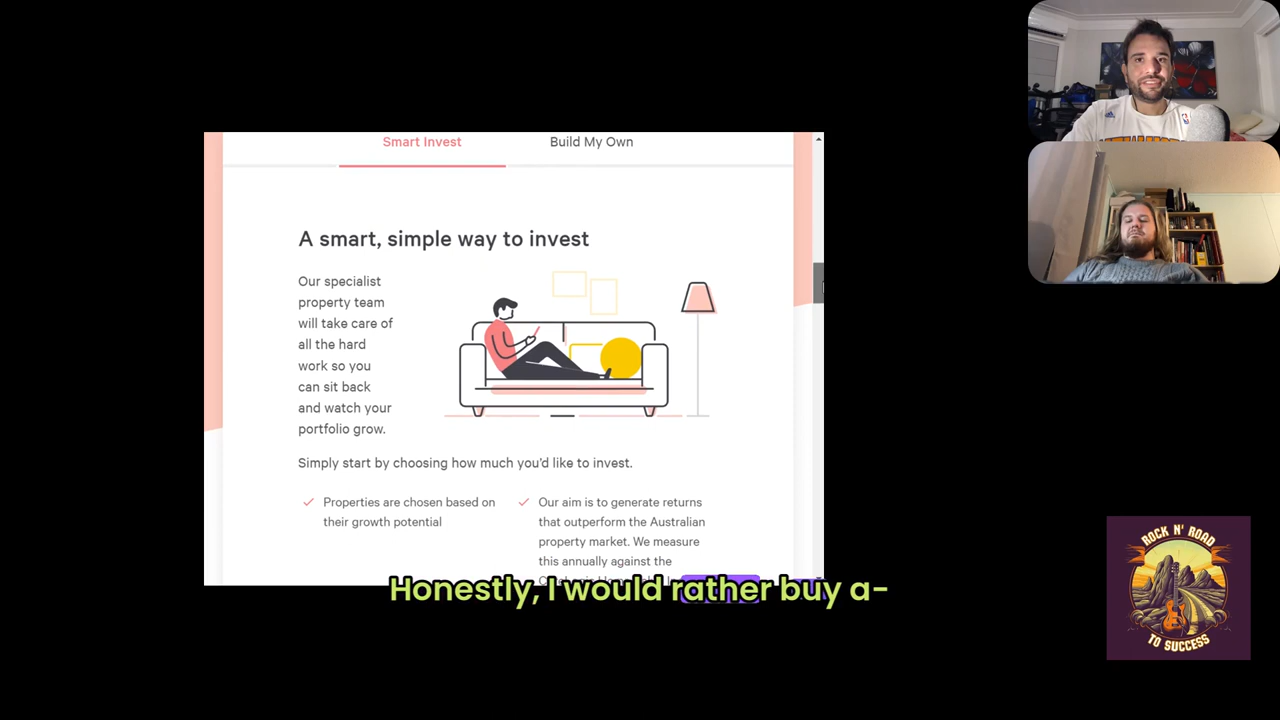 Smart Invest
Build My Own
A smart, simple way to invest
Our specialist
property team
will take care of
all the hard
work so you
can sit back
and watch your
portfolio grow.
Simply start by choosing how much you'd like to invest.
Properties are chosen based on
their growth potential
Our aim is to generate returns
that outperform the Australian
property market. We measure
this annually against the
Honestly, I would rather buy a-
ROCK N' ROAD
TO SUCCESS